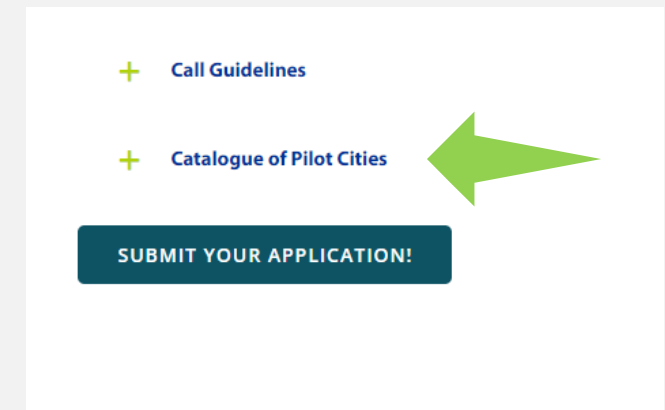 Call Guidelines
Catalogue of Pilot Cities
SUBMIT YOUR APPLICATION!